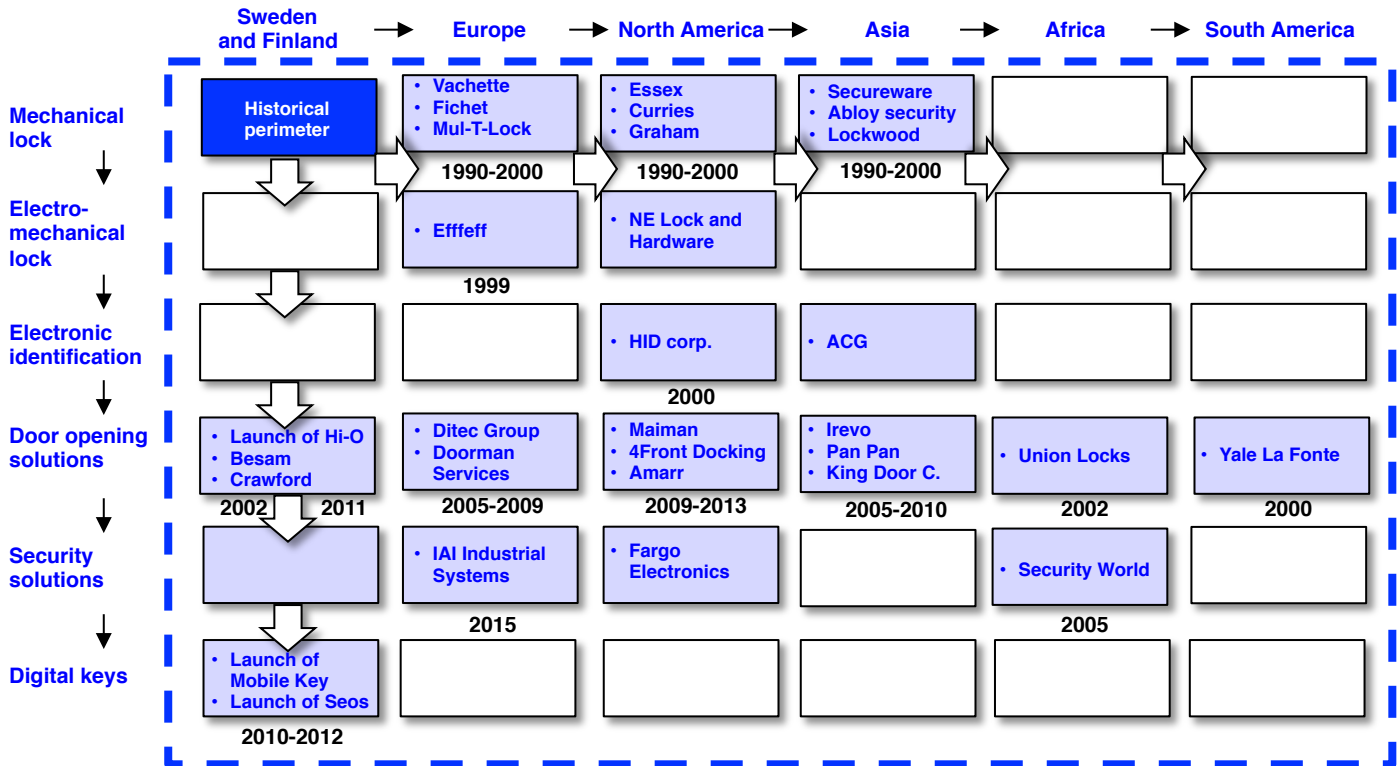 Sweden
and Finland
Europe
North America
Asia
Africa
South America
Mechanical
lock
Historical
perimeter
• Vachette
• Fichet
• Mul-T-Lock
• Essex
• Curries
• Graham
• Secureware
• Abloy security
• Lockwood
1990-2000
1990-2000
1990-2000
Electro-
mechanical
lock
• Efffeff
• NE Lock and
Hardware
1999
Electronic
identification
• HID corp.
• ACG
2000
Door opening
solutions
• Launch of Hi-O
• Besam
• Crawford
• Ditec Group
• Doorman
Services
• Maiman
• 4Front Docking
• Amarr
• Irevo
• Pan Pan
• King Door C.
• Union Locks
• Yale La Fonte
2002
2011
2005-2009
2009-2013
2005-2010
2002
2000
Security
solutions
• IAI Industrial
Systems
• Fargo
Electronics
• Security World
2015
2005
Digital keys
• Launch of
Mobile Key
• Launch of Seos
2010-2012